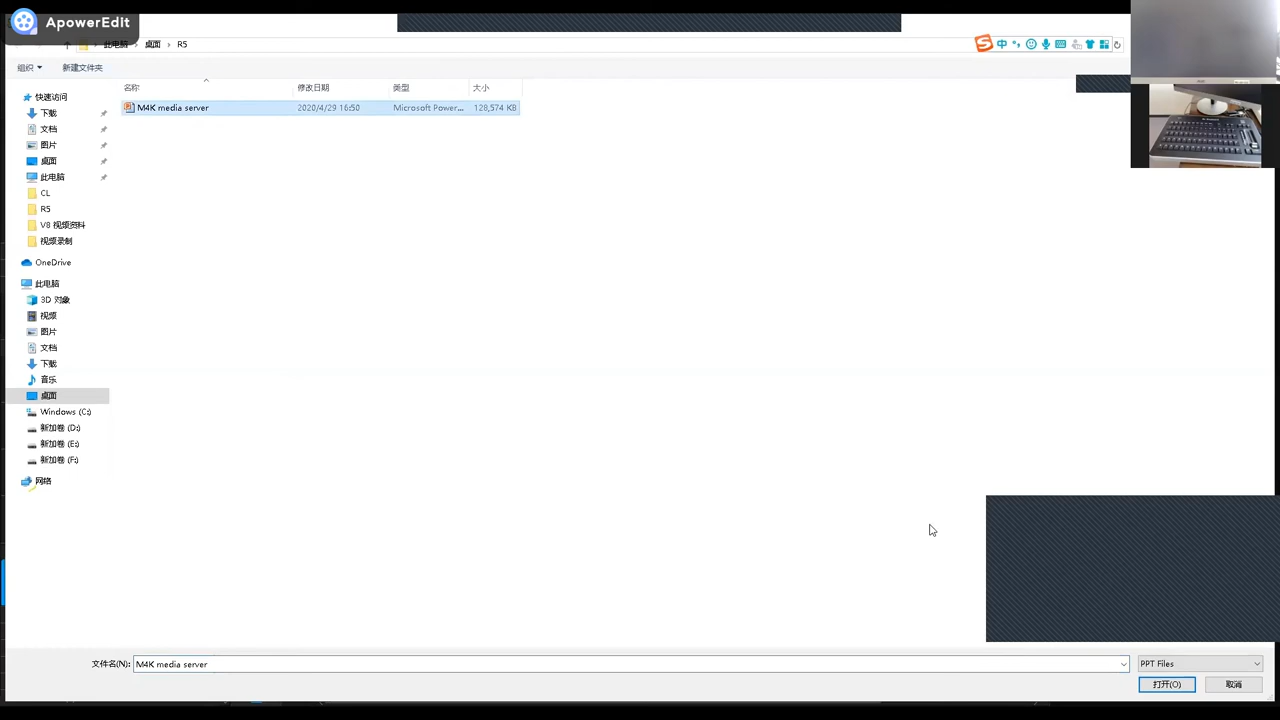 ApowerEdit
此电脑 桌面 R5
中
组织 新建文件夹
名称 修改日期 类型 大小
M4K media server 2020/4/29 16:50 Microsoft Power... 128,574 KB
快速访问
下载
文档
图片
桌面
此电脑
CL
R5
V8 视频资料
视频录制
OneDrive
此电脑
3D 对象
视频
图片
文档
下载
音乐
桌面
Windows (C:)
新加卷 (D:)
新加卷 (E:)
新加卷 (F:)
网络
文件名(N): M4K media server PPT Files
打开(O) 取消